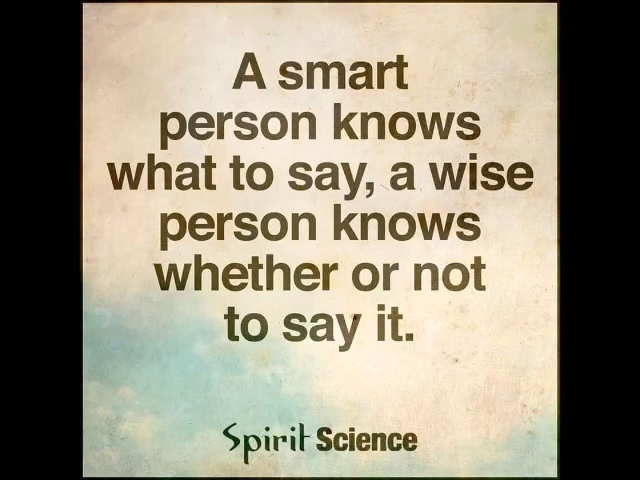 A smart
person knows
what to say, a wise
person knows
whether or not
to say it.
Spirit Science